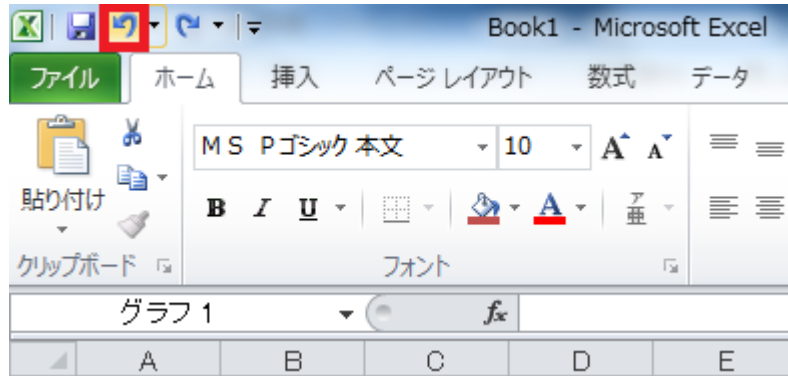 Book1 - Microsoft Excel
ファイル ホーム 挿入 ページ レイアウト 数式 データ
ＭＳ Ｐゴシック 本文 10 A A
貼り付け
B I U A ア亜
クリップボード フォント
グラフ 1 fx
A B C D E